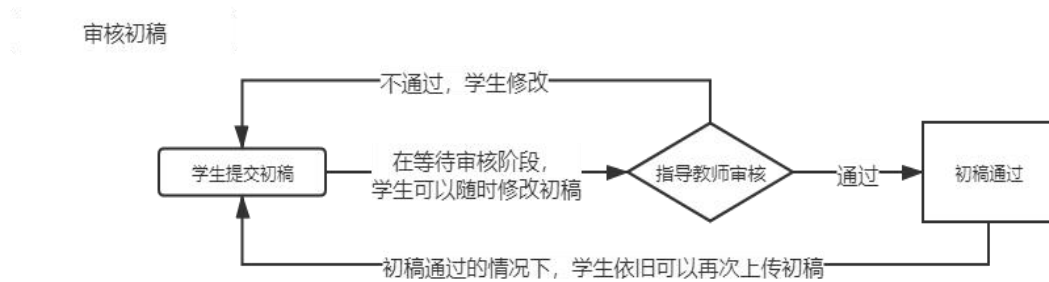 审核初稿
不通过，学生修改
学生提交初稿
在等待审核阶段，
学生可以随时修改初稿
指导教师审核
通过
初稿通过
初稿通过的情况下，学生依旧可以再次上传初稿